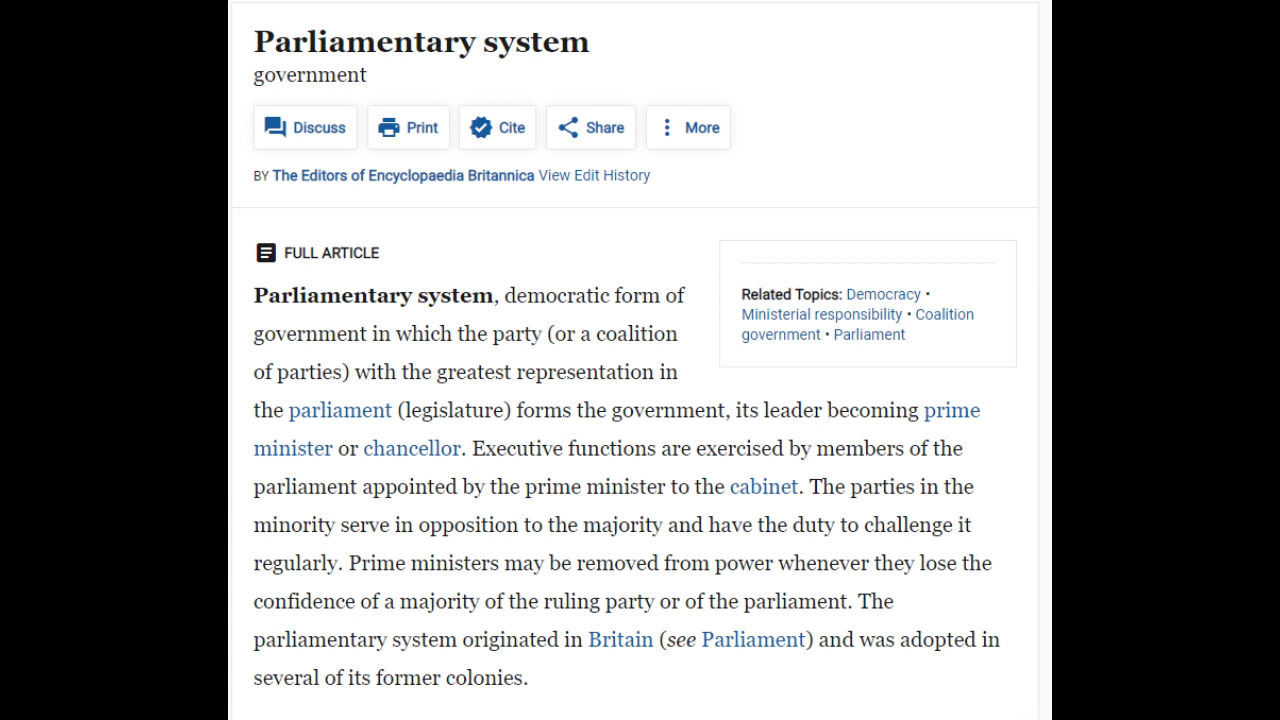 Parliamentary system
government
Discuss Print Cite Share More
BY The Editors of Encyclopaedia Britannica View Edit History
FULL ARTICLE
Parliamentary system, democratic form of
government in which the party (or a coalition
of parties) with the greatest representation in
the parliament (legislature) forms the government, its leader becoming prime
minister or chancellor. Executive functions are exercised by members of the
parliament appointed by the prime minister to the cabinet. The parties in the
minority serve in opposition to the majority and have the duty to challenge it
regularly. Prime ministers may be removed from power whenever they lose the
confidence of a majority of the ruling party or of the parliament. The
parliamentary system originated in Britain (see Parliament) and was adopted in
several of its former colonies.
Related Topics: Democracy •
Ministerial responsibility • Coalition
government • Parliament